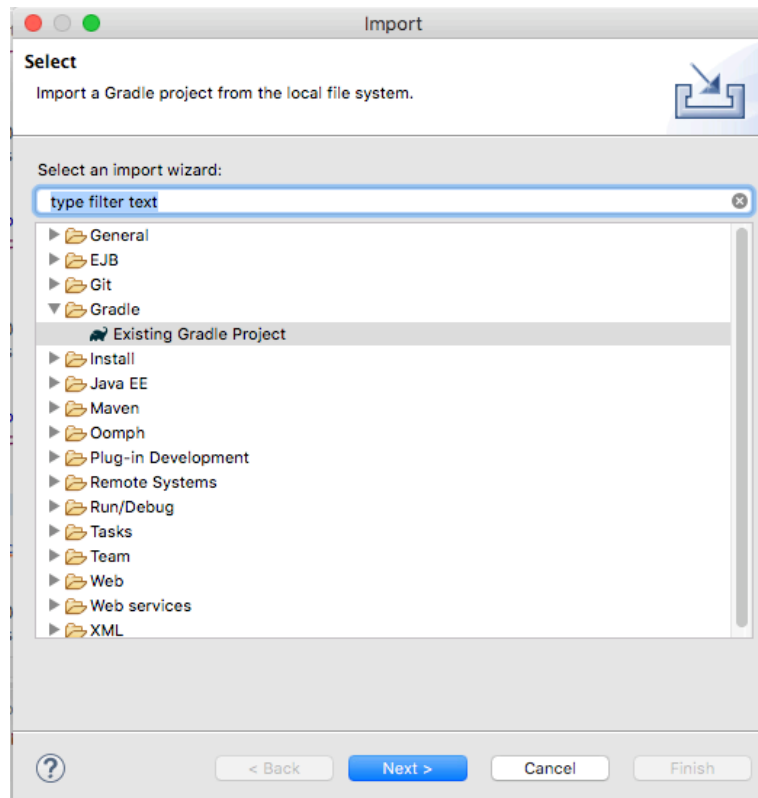 Import
Select
Import a Gradle project from the local file system.
Select an import wizard:
type filter text
General
EJB
Git
Gradle
Existing Gradle Project
Install
Java EE
Maven
Oomph
Plug-in Development
Remote Systems
Run/Debug
Tasks
Team
Web
Web services
XML
? < Back Next > Cancel Finish